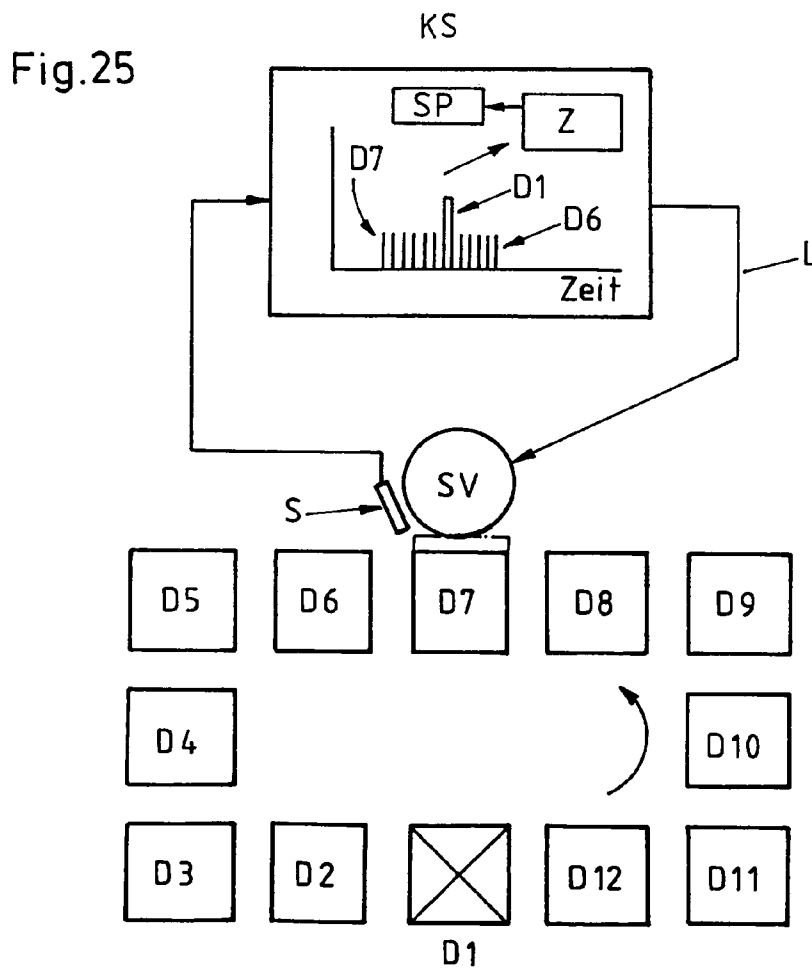 KS
Fig.25
SP
Z
D7
D1
D6
Zeit
L
SV
S
D5 D6 D7 D8 D9
D4 D10
D3 D2 D12 D11
D1